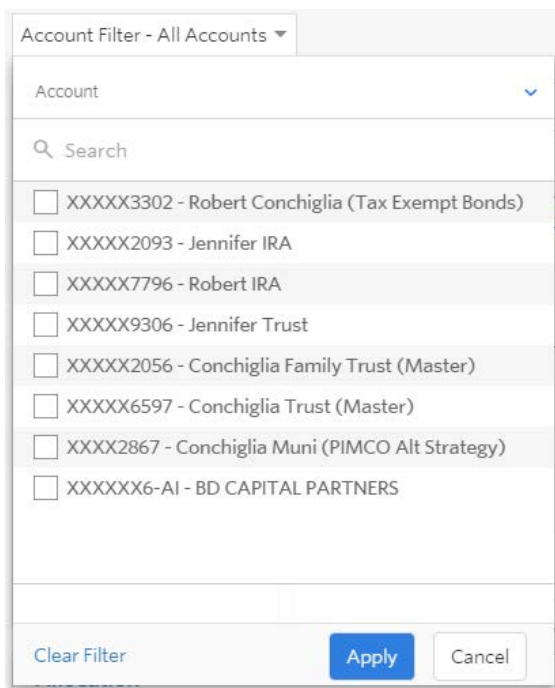 Account Filter - All Accounts
Account
Search
XXXXX3302 - Robert Conchiglia (Tax Exempt Bonds)
XXXXX2093 - Jennifer IRA
XXXXX7796 - Robert IRA
XXXXX9306 - Jennifer Trust
XXXXX2056 - Conchiglia Family Trust (Master)
XXXXX6597 - Conchiglia Trust (Master)
XXXX2867 - Conchiglia Muni (PIMCO Alt Strategy)
XXXXXX6-AI - BD CAPITAL PARTNERS
Clear Filter Apply Cancel